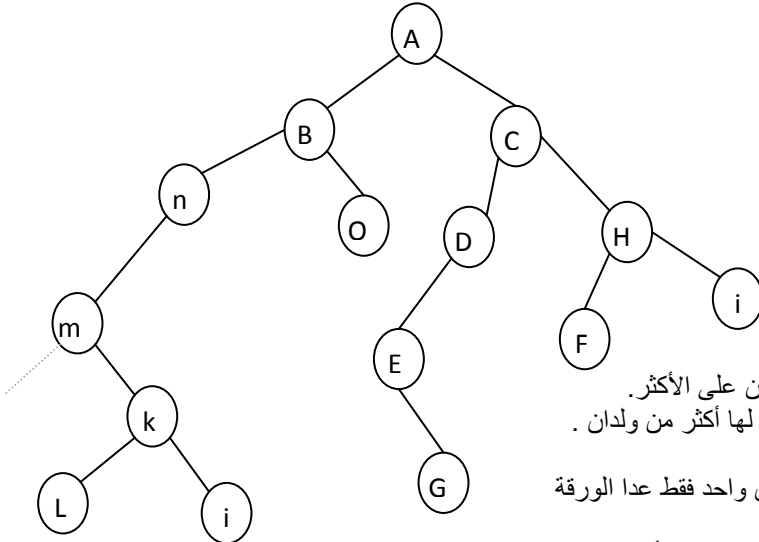 A
B
C
n
O
D
H
m
E
F
i
k
L
i
G
على الأكثر.
لها أكثر من ولدان .
واحد فقط عدا الورقة